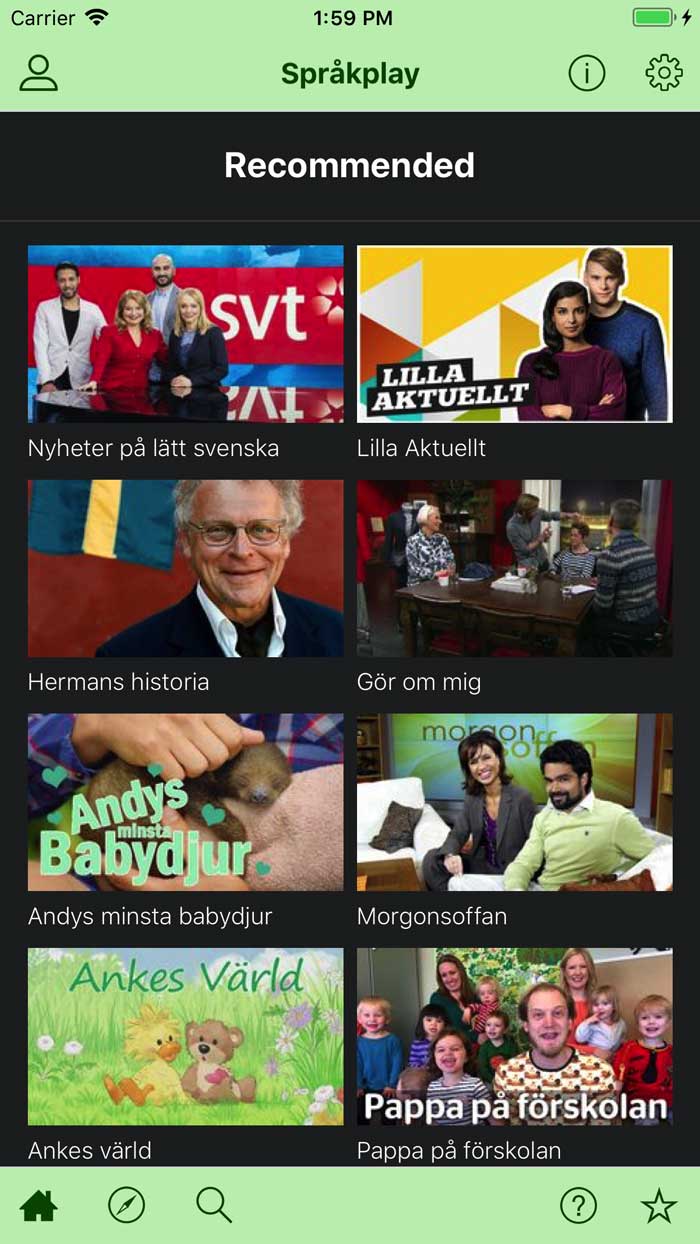 Carrier
1:59 PM
Språkplay
Recommended
svt
LILLA
AKTUELLT
Nyheter på lätt svenska
Lilla Aktuellt
Hermans historia
Gör om mig
Andys
minsta
Babydjur
morgon
soffan
Andys minsta babydjur
Morgonsoffan
Ankes Värld
Pappa på förskolan
Ankes värld
Pappa på förskolan